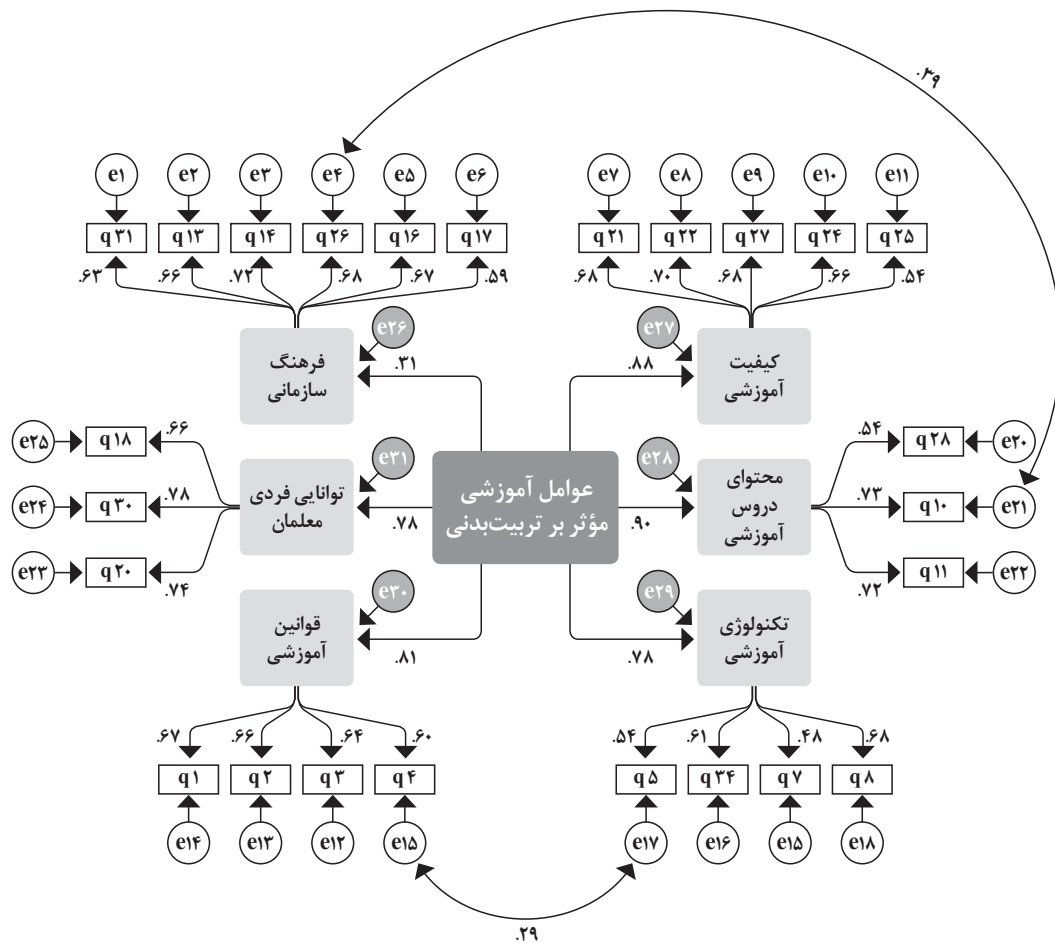 .۳۹
e۱ e۲ e۳ e۴ e۵ e۶ e۷ e۸ e۹ e۱۰ e۱۱
q۳۱ q۱۳ q۱۴ q۲۶ q۱۶ q۱۷ q۲۱ q۲۲ q۲۷ q۲۴ q۲۵
.۶۳ .۶۶ .۷۲ .۶۸ .۶۷ .۵۹ .۶۸ .۷۰ .۶۸ .۶۶ .۵۴
e۲۶ e۲۷
فرهنگ
سازمانی
.۳۱
.۸۸
کیفیت
آموزشی
e۲۵ q۱۸ .۶۶
e۲۴ q۳۰ .۷۸
e۲۳ q۲۰ .۷۴
e۳۱ e۲۸
توانایی فردی
معلمان
.۷۸
عوامل آموزشی
مؤثر بر تربیت‌بدنی
.۹۰
محتوای
دروس
آموزشی
.۵۴ q۲۸ e۲۰
.۷۳ q۱۰ e۲۱
.۷۲ q۱۱ e۲۲
e۳۰ e۲۹
قوانین
آموزشی
.۸۱
.۷۸
تکنولوژی
آموزشی
.۶۷ .۶۶ .۶۴ .۶۰ .۵۴ .۶۱ .۴۸ .۶۸
q۱ q۲ q۳ q۴ q۵ q۳۴ q۷ q۸
e۱۴ e۱۳ e۱۲ e۱۵ e۱۷ e۱۶ e۱۵ e۱۸
.۲۹